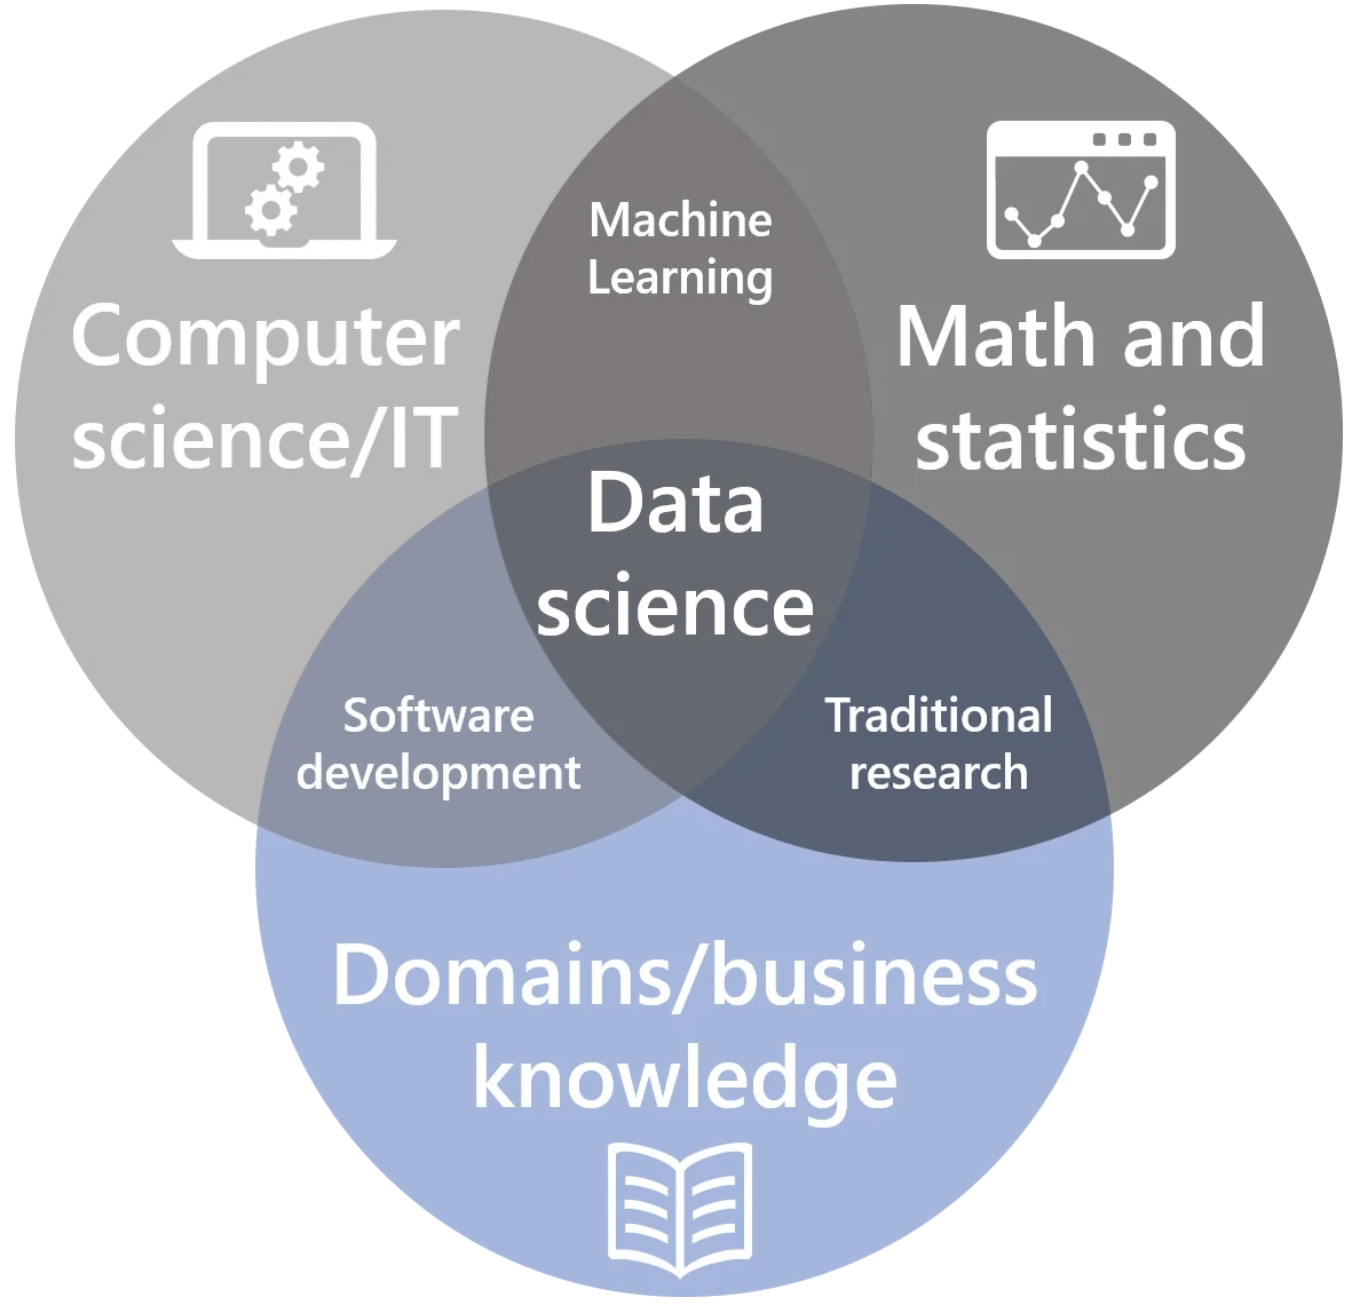 Machine
Learning
Computer
science/IT
Math and
statistics
Data
science
Software
development
Traditional
research
Domains/business
knowledge